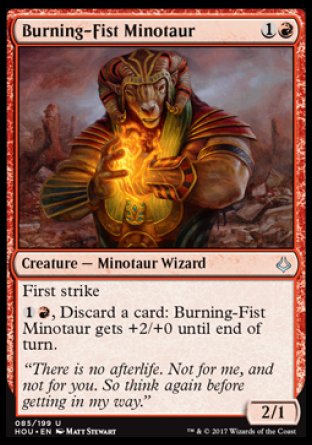 Burning-Fist Minotaur 1
Creature — Minotaur Wizard
First strike
1 , Discard a card: Burning-Fist
Minotaur gets +2/+0 until end of
turn.
"There is no afterlife. Not for me, and
not for you. So think again before
getting in my way."
2/1
085/199 U
HOU • EN MATT STEWART
™ & © 2017 Wizards of the Coast